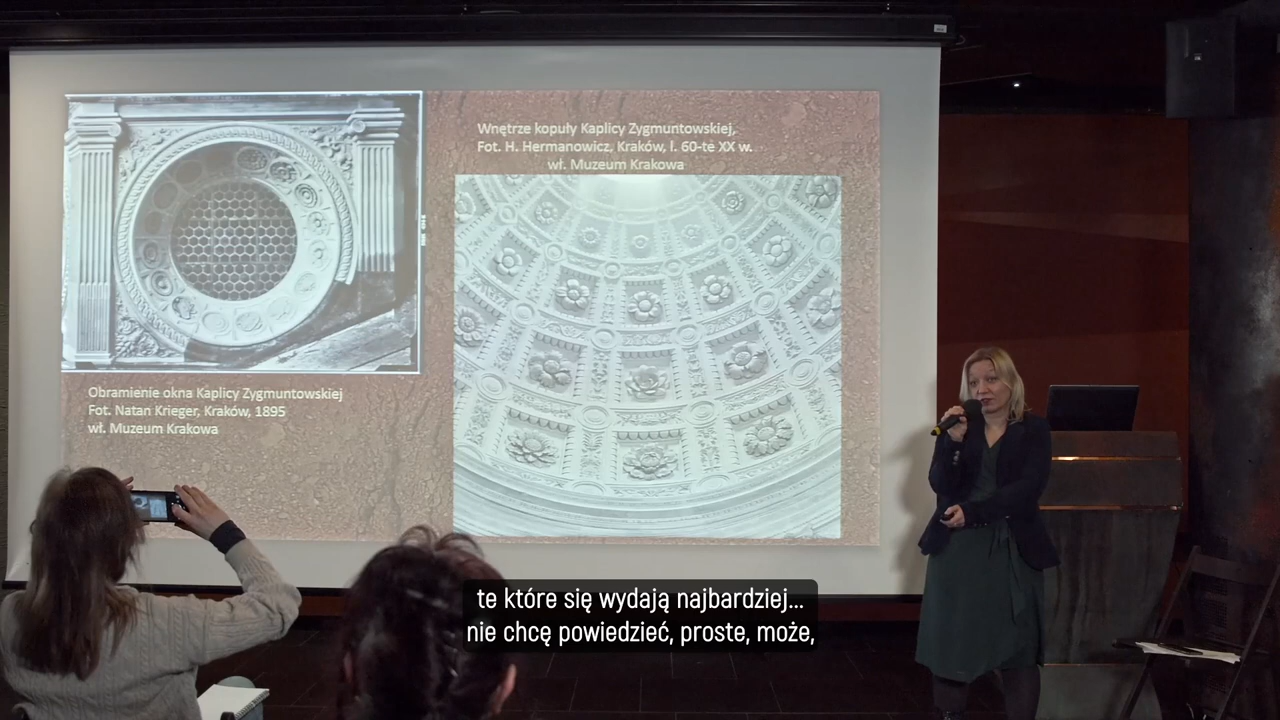 Wnętrze kopuły Kaplicy Zygmuntowskiej,
Fot. H. Hermanowicz, Kraków, l. 60-te XX w.
wł. Muzeum Krakowa
Obramienie okna Kaplicy Zygmuntowskiej
Fot. Natan Krieger, Kraków, 1895
wł. Muzeum Krakowa
te które się wydają najbardziej...
nie chcę powiedzieć, proste, może,